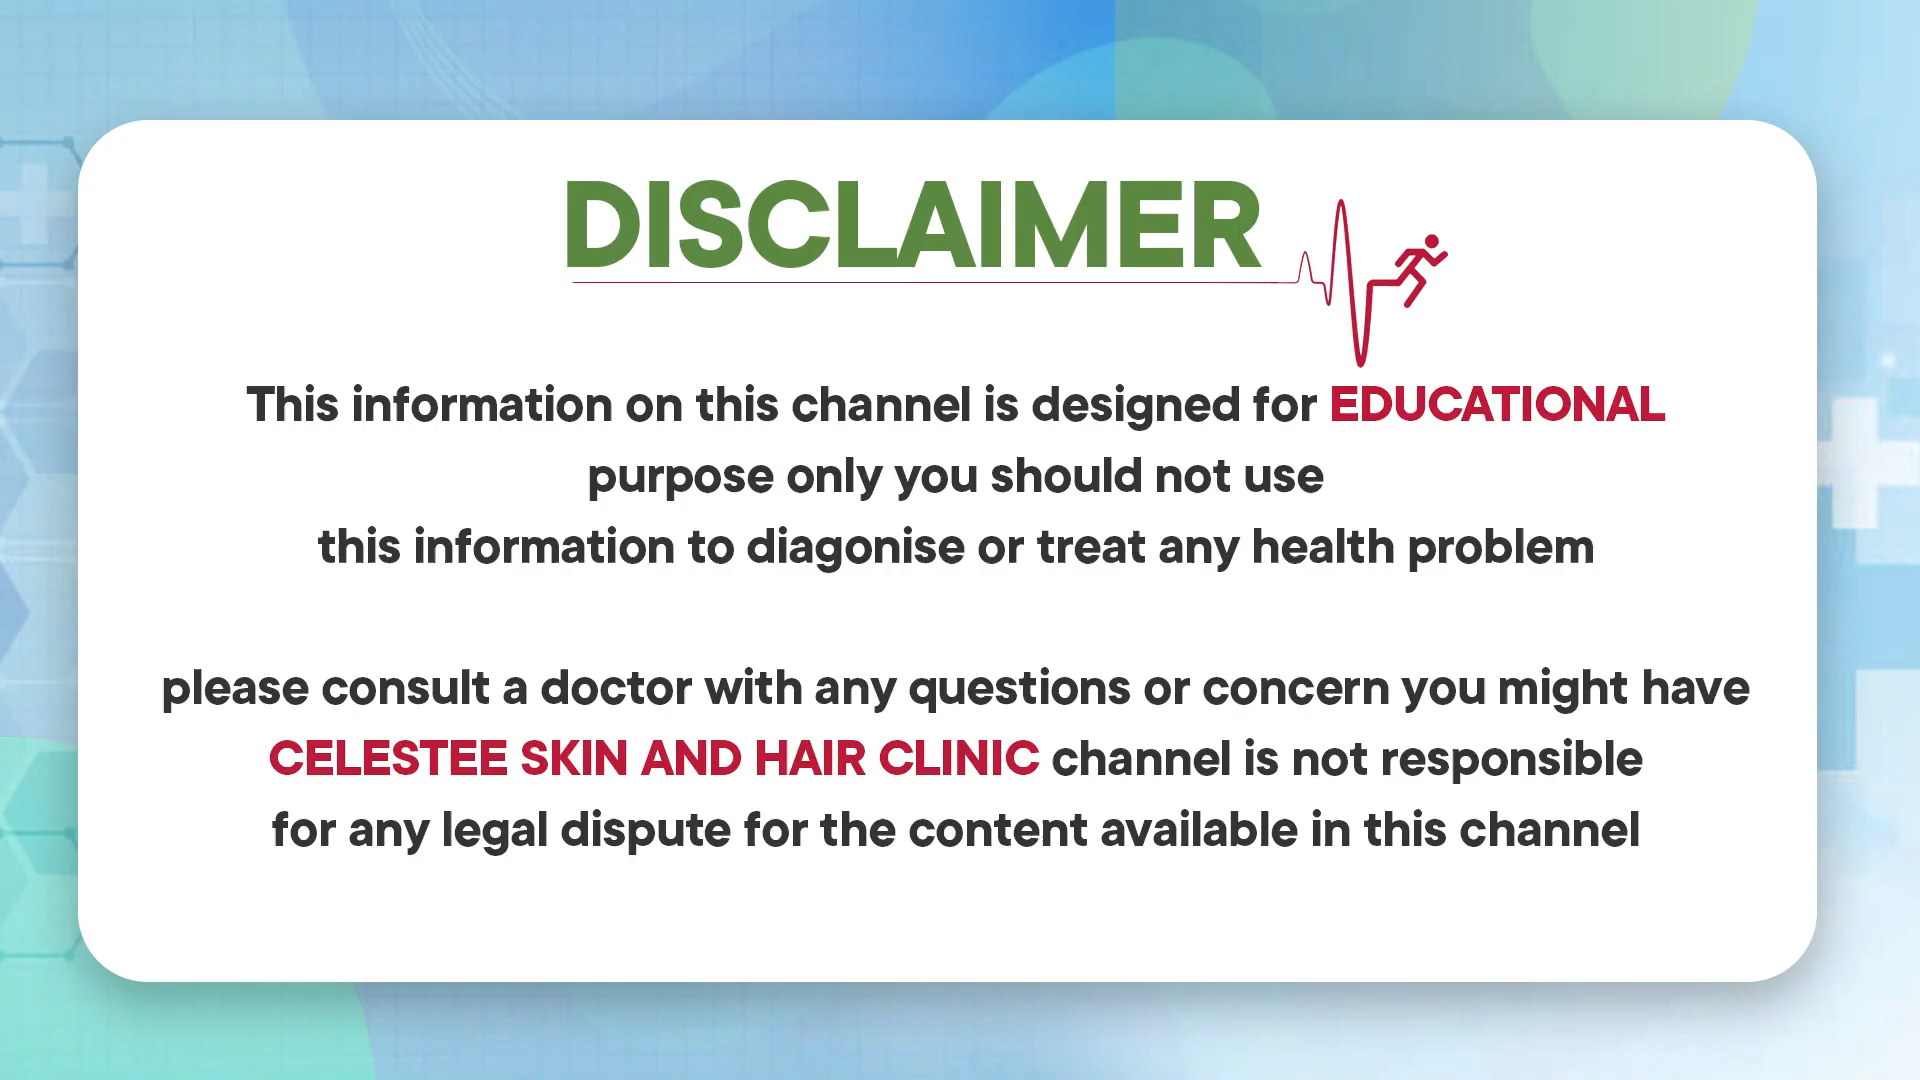 DISCLAIMER
This information on this channel is designed for EDUCATIONAL
purpose only you should not use
this information to diagonise or treat any health problem
please consult a doctor with any questions or concern you might have
CELESTEE SKIN AND HAIR CLINIC channel is not responsible
for any legal dispute for the content available in this channel